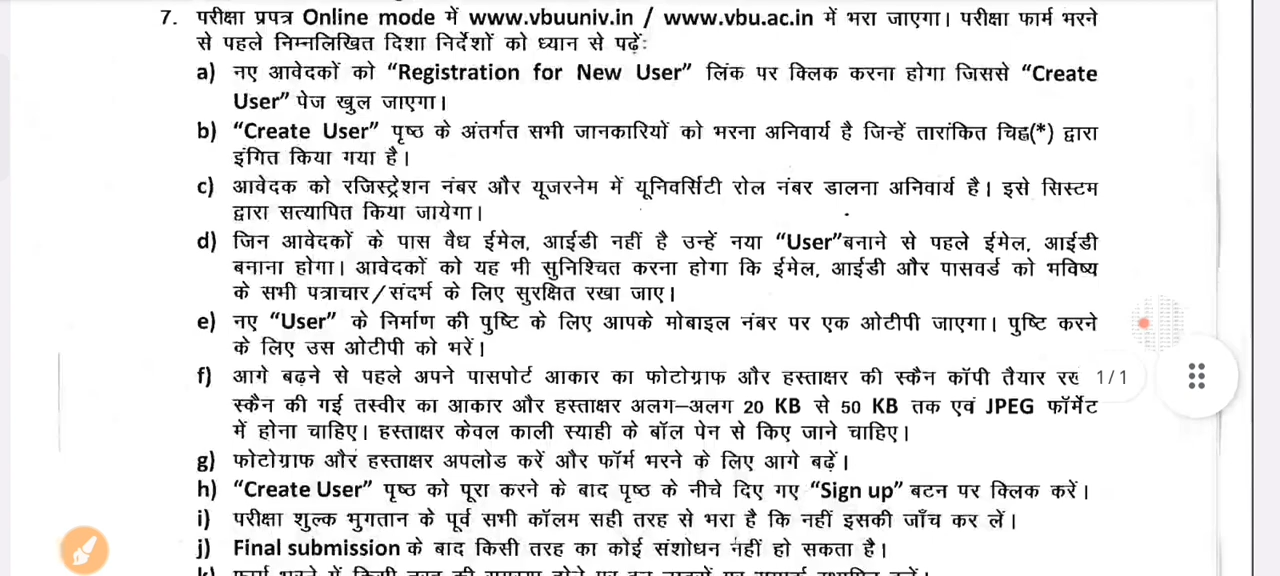 7. परीक्षा प्रपत्र Online mode में www.vbuuniv.in / www.vbu.ac.in में भरा जाएगा। परीक्षा फार्म भरने
से पहले निम्नलिखित दिशा निर्देशों को ध्यान से पढ़ें:
a) नए आवेदकों को “Registration for New User” लिंक पर क्लिक करना होगा जिससे “Create
User” पेज खुल जाएगा।
b) “Create User” पृष्ठ के अंतर्गत सभी जानकारियों को भरना अनिवार्य है जिन्हें तारांकित चिह्न(*) द्वारा
इंगित किया गया है।
c) आवेदक को रजिस्ट्रेशन नंबर और यूजरनेम में यूनिवर्सिटी रोल नंबर डालना अनिवार्य है। इसे सिस्टम
द्वारा सत्यापित किया जायेगा।
d) जिन आवेदकों के पास वैध ईमेल, आईडी नहीं है उन्हें नया “User”बनाने से पहले ईमेल, आईडी
बनाना होगा। आवेदकों को यह भी सुनिश्चित करना होगा कि ईमेल, आईडी और पासवर्ड को भविष्य
के सभी पत्राचार/संदर्म के लिए सुरक्षित रखा जाए।
e) नए “User” के निर्माण की पुष्टि के लिए आपके मोबाइल नंबर पर एक ओटीपी जाएगा। पुष्टि करने
के लिए उस ओटीपी को भरें।
f) आगे बढ़ने से पहले अपने पासपोर्ट आकार का फोटोग्राफ और हस्ताक्षर की स्कैन कॉपी तैयार रख 1/1
स्कैन की गई तस्वीर का आकार और हस्ताक्षर अलग–अलग 20 KB से 50 KB तक एवं JPEG फॉर्मेट
में होना चाहिए। हस्ताक्षर केवल काली स्याही के बॉल पेन से किए जाने चाहिए।
g) फोटोग्राफ और हस्ताक्षर अपलोड करें और फॉर्म भरने के लिए आगे बढ़ें।
h) “Create User” पृष्ठ को पूरा करने के बाद पृष्ठ के नीचे दिए गए “Sign up” बटन पर क्लिक करें।
i) परीक्षा शुल्क भुगतान के पूर्व सभी कॉलम सही तरह से भरा है कि नहीं इसकी जाँच कर लें।
j) Final submission के बाद किसी तरह का कोई संशोधन नहीं हो सकता है।